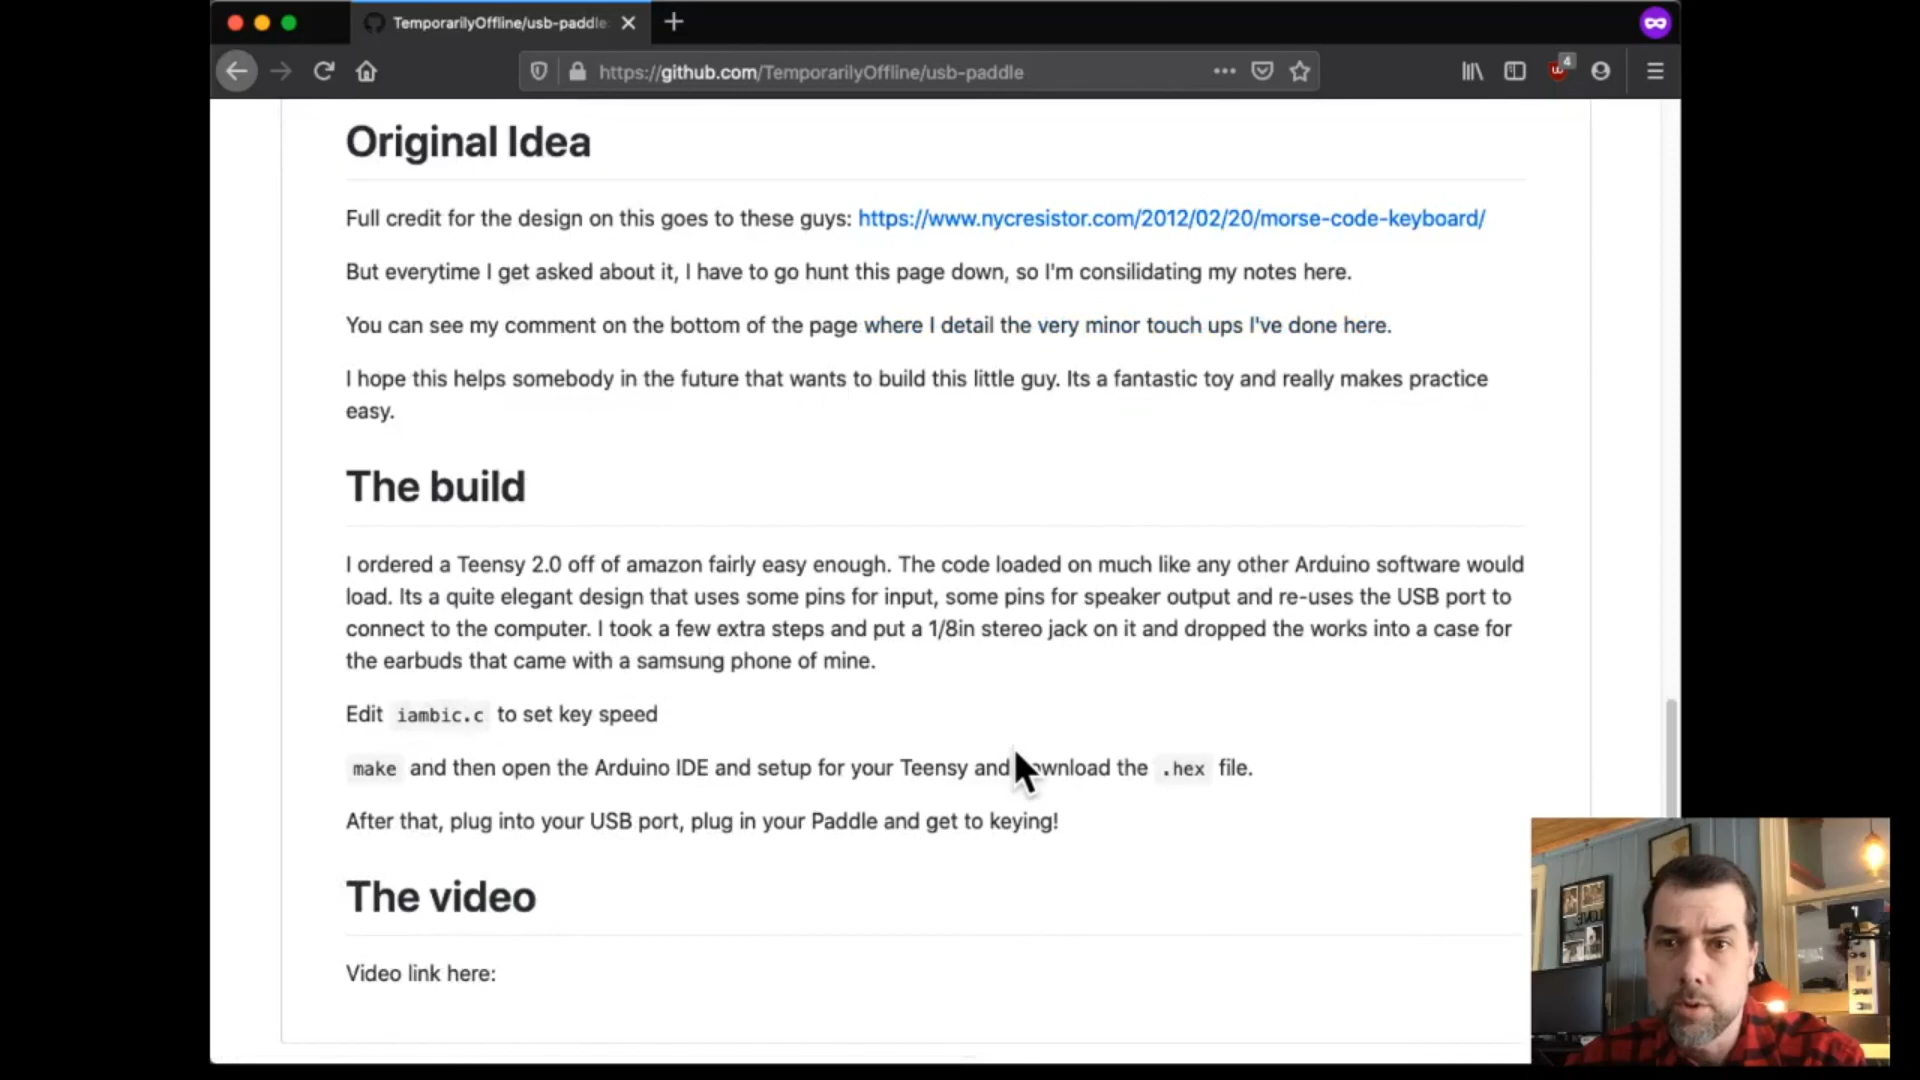 TemporarilyOffline/usb-paddle
https://github.com/TemporarilyOffline/usb-paddle
4
Original Idea
Full credit for the design on this goes to these guys: https://www.nycresistor.com/2012/02/20/morse-code-keyboard/
But everytime I get asked about it, I have to go hunt this page down, so I'm consilidating my notes here.
You can see my comment on the bottom of the page where I detail the very minor touch ups I've done here.
I hope this helps somebody in the future that wants to build this little guy. Its a fantastic toy and really makes practice
easy.
The build
I ordered a Teensy 2.0 off of amazon fairly easy enough. The code loaded on much like any other Arduino software would
load. Its a quite elegant design that uses some pins for input, some pins for speaker output and re-uses the USB port to
connect to the computer. I took a few extra steps and put a 1/8in stereo jack on it and dropped the works into a case for
the earbuds that came with a samsung phone of mine.
Edit iambic.c to set key speed
make and then open the Arduino IDE and setup for your Teensy and download the .hex file.
After that, plug into your USB port, plug in your Paddle and get to keying!
The video
Video link here: